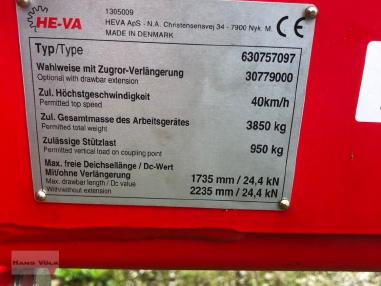 HE-VA
1305009
HEVA ApS - N.A. Christensensvej 34 - 7900 Nyk. M.
MADE IN DENMARK
CE
Typ/Type 630757097
Wahlweise mit Zugror-Verlängerung 30779000
Optional with drawbar extension
Zul. Höchstgeschwindigkeit 40km/h
Permitted top speed
Zul. Gesamtmasse des Arbeitsgerätes 3850 kg
Permitted total weight
Zulässige Stützlast 950 kg
Permitted vertical load on coupling point
Max. freie Deichsellänge / Dc-Wert
Mit/ohne Verlängerung 1735 mm / 24,4 kN
Max. drawbar length / Dc value 2235 mm / 24,4 kN
With/without extension
HANS VÖLK